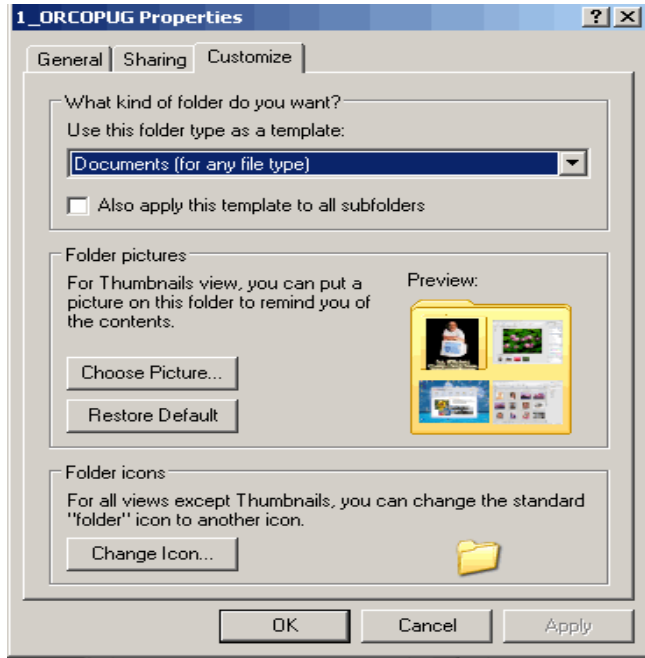 1_ORCOPUG Properties
General Sharing Customize
What kind of folder do you want?
Use this folder type as a template:
Documents (for any file type)
Also apply this template to all subfolders
Folder pictures
For Thumbnails view, you can put a
picture on this folder to remind you of
the contents.
Preview:
Choose Picture...
Restore Default
Folder icons
For all views except Thumbnails, you can change the standard
"folder" icon to another icon.
Change Icon...
OK Cancel Apply